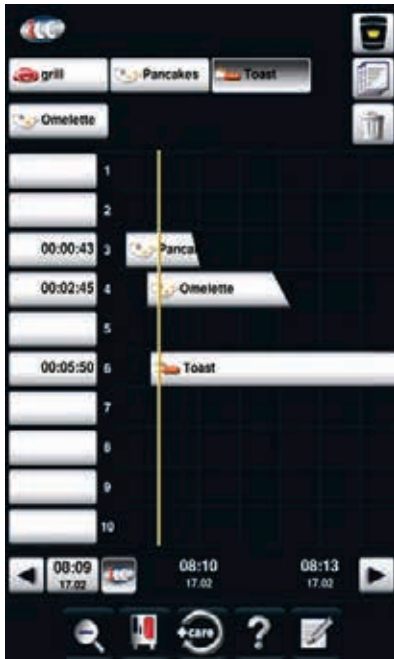 grill
Pancakes
Toast
Omelette
1
2
00:00:43 3 Panca
00:02:45 4 Omelette
5
00:05:50 6 Toast
7
8
9
10
08:09 08:10 08:13
17.02 17.02 17.02
+care
?